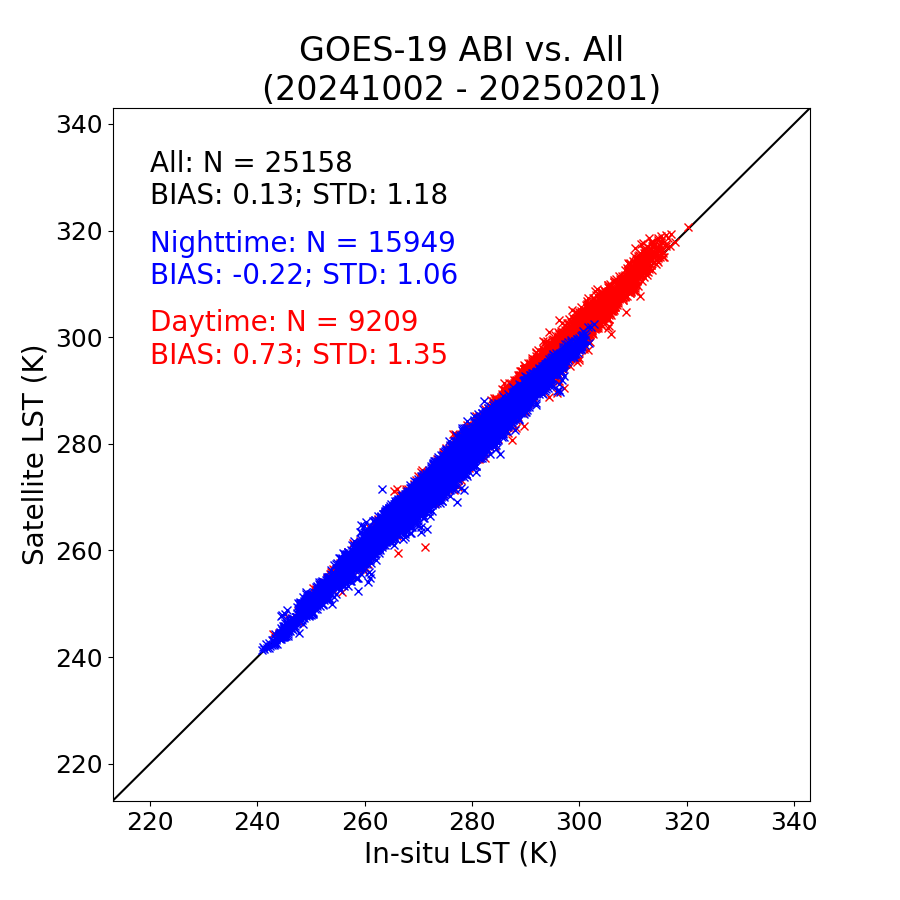 GOES-19 ABI vs. All
(20241002 - 20250201)
All: N = 25158
BIAS: 0.13; STD: 1.18
Nighttime: N = 15949
BIAS: -0.22; STD: 1.06
Daytime: N = 9209
BIAS: 0.73; STD: 1.35
340
320
300
280
260
240
220
Satellite LST (K)
220 240 260 280 300 320 340
In-situ LST (K)